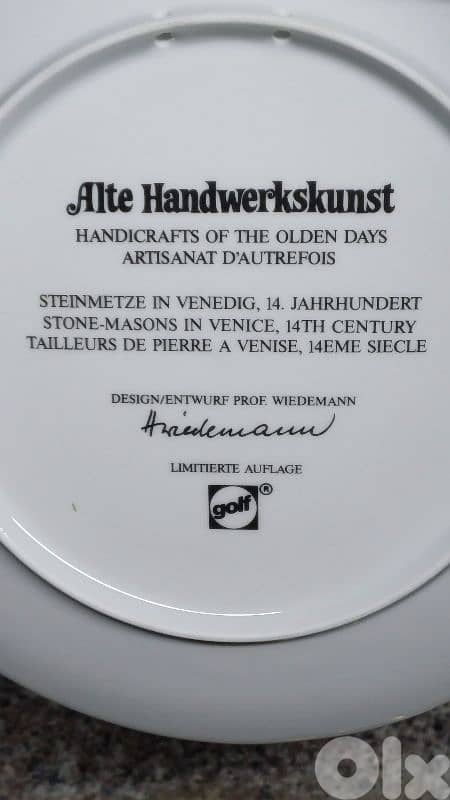 Alte Handwerkskunst
HANDICRAFTS OF THE OLDEN DAYS
ARTISANAT D'AUTREFOIS
STEINMETZE IN VENEDIG, 14. JAHRHUNDERT
STONE-MASONS IN VENICE, 14TH CENTURY
TAILLEURS DE PIERRE A VENISE, 14EME SIECLE
DESIGN/ENTWURF PROF. WIEDEMANN
Hwiedemann
LIMITIERTE AUFLAGE
golf ®
OLX